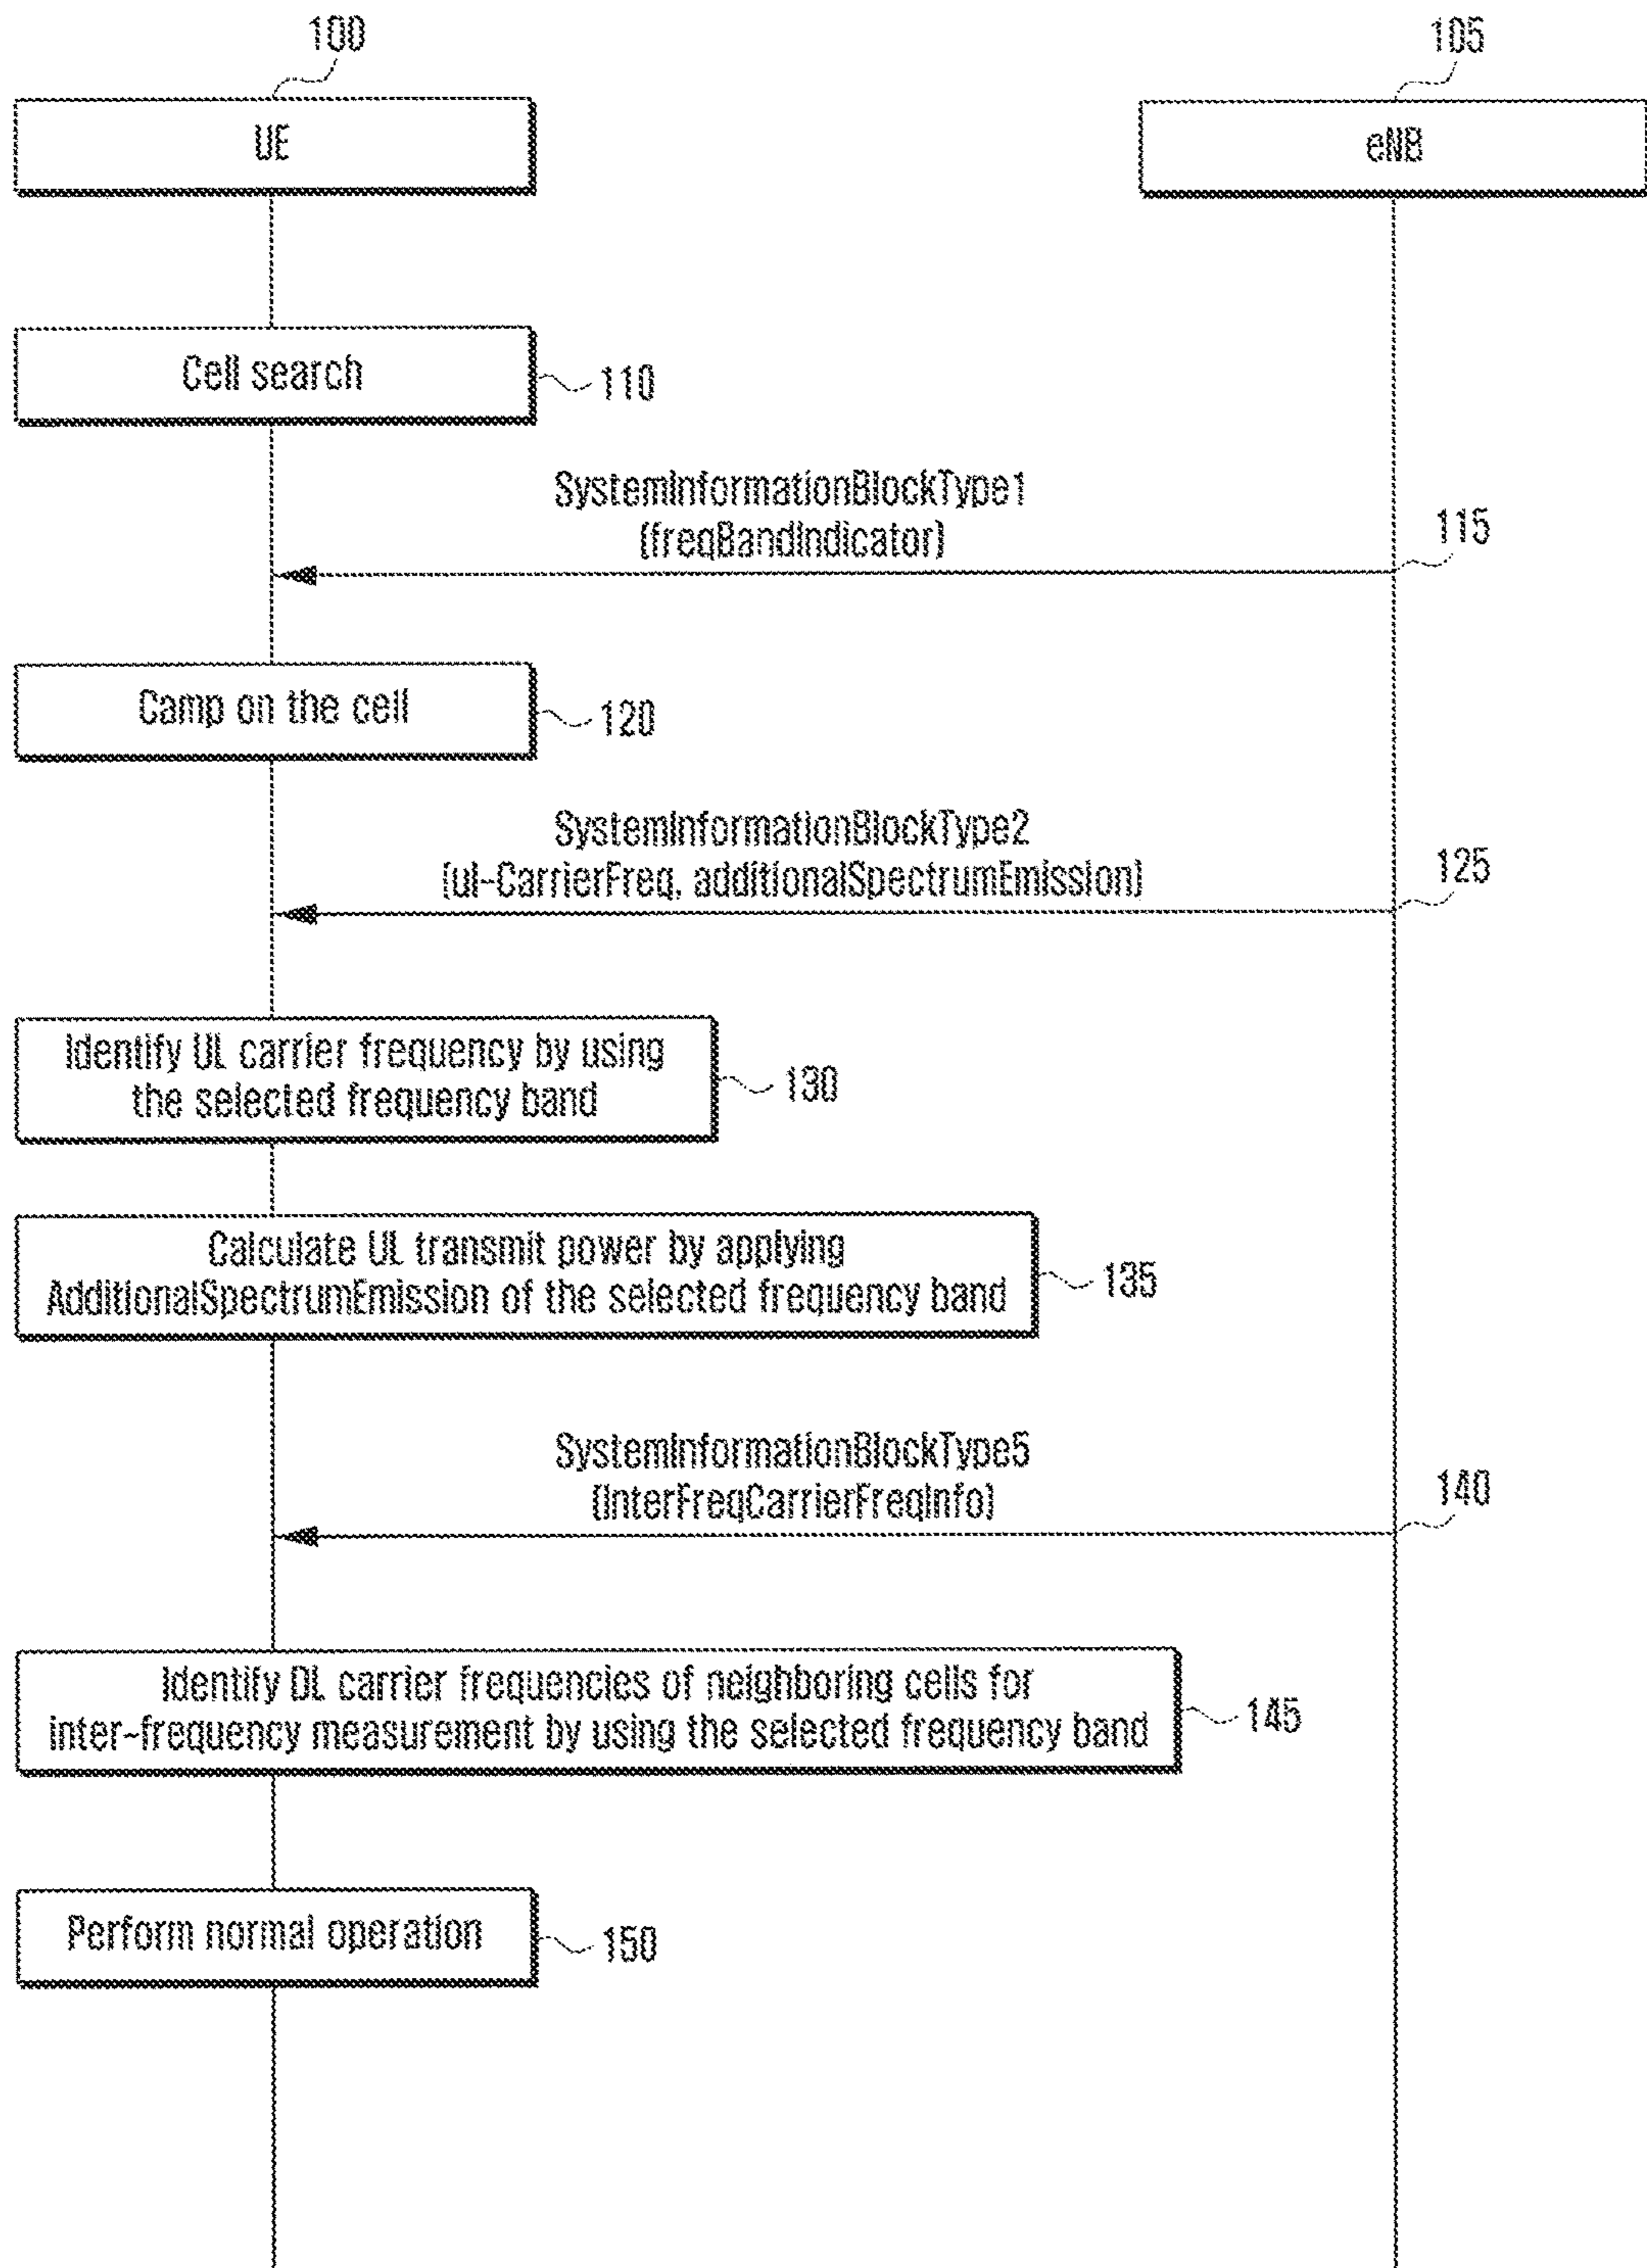 100
105
UE
eNB
Cell search
110
SystemInformationBlockType1
(freqBandIndicator)
115
Camp on the cell
120
SystemInformationBlockType2
(ul-CarrierFreq, additionalSpectrumEmission)
125
Identify UL carrier frequency by using
the selected frequency band
130
Calculate UL transmit power by applying
AdditionalSpectrumEmission of the selected frequency band
135
SystemInformationBlockType5
(InterFreqCarrierFreqInfo)
140
Identify DL carrier frequencies of neighboring cells for
inter-frequency measurement by using the selected frequency band
145
Perform normal operation
150